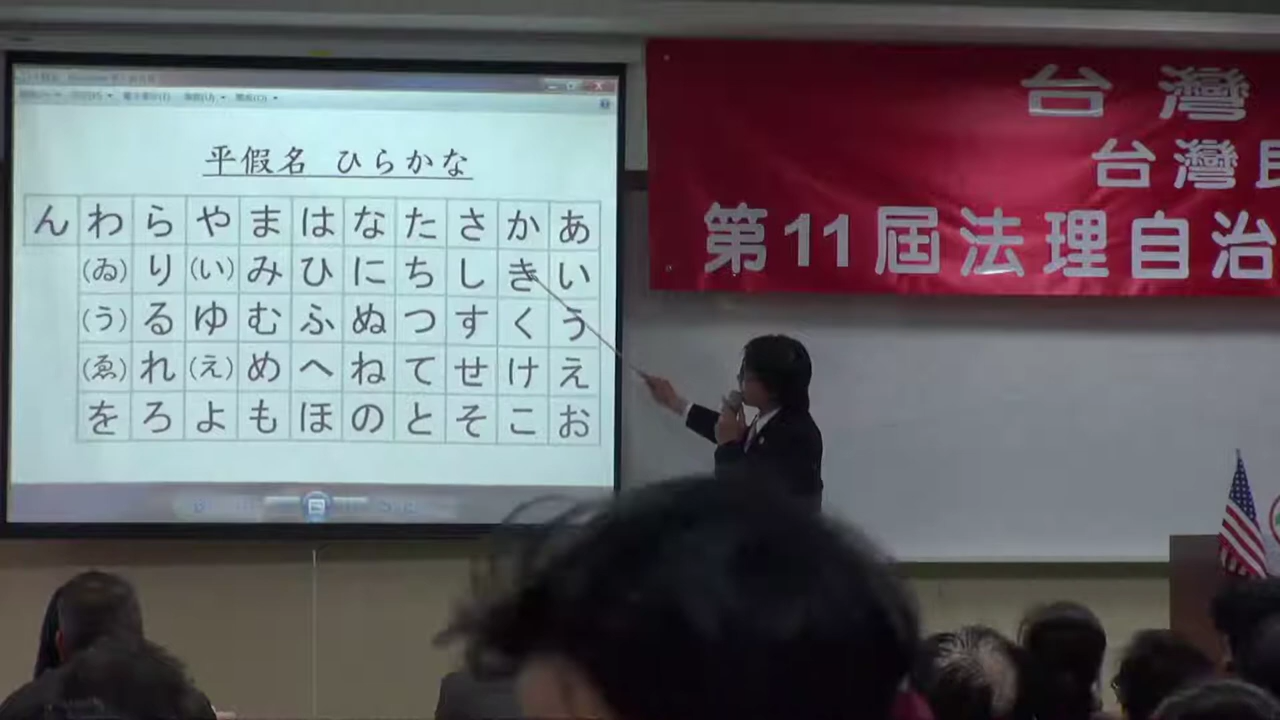 平假名 ひらかな
ん わ ら や ま は な た さ か あ
(ゐ) り (い) み ひ に ち し き い
(う) る ゆ む ふ ぬ つ す く う
(ゑ) れ (え) め へ ね て せ け え
を ろ よ も ほ の と そ こ お
台灣
台灣民
第11屆法理自治